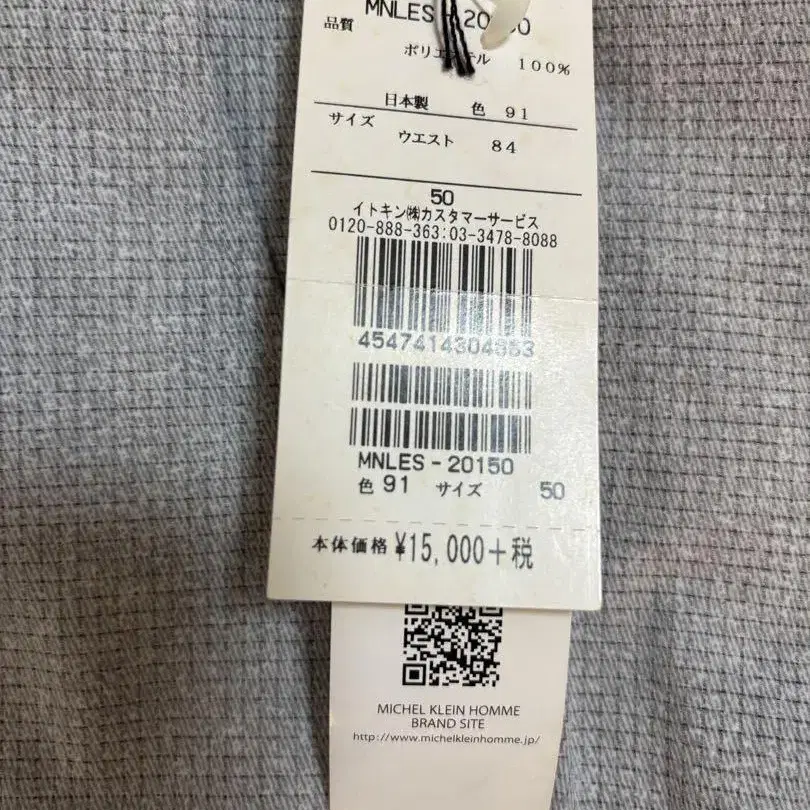 MNLES-20150
品質
ポリエステル 100%
日本製 色 91
サイズ ウエスト 84
50
イトキン㈱カスタマーサービス
0120-888-363:03-3478-8088
MNLES-20150
色 91 サイズ 50
本体価格 ¥15,000+税
MICHEL KLEIN HOMME
BRAND SITE
http://www.michelkleinhomme.jp/